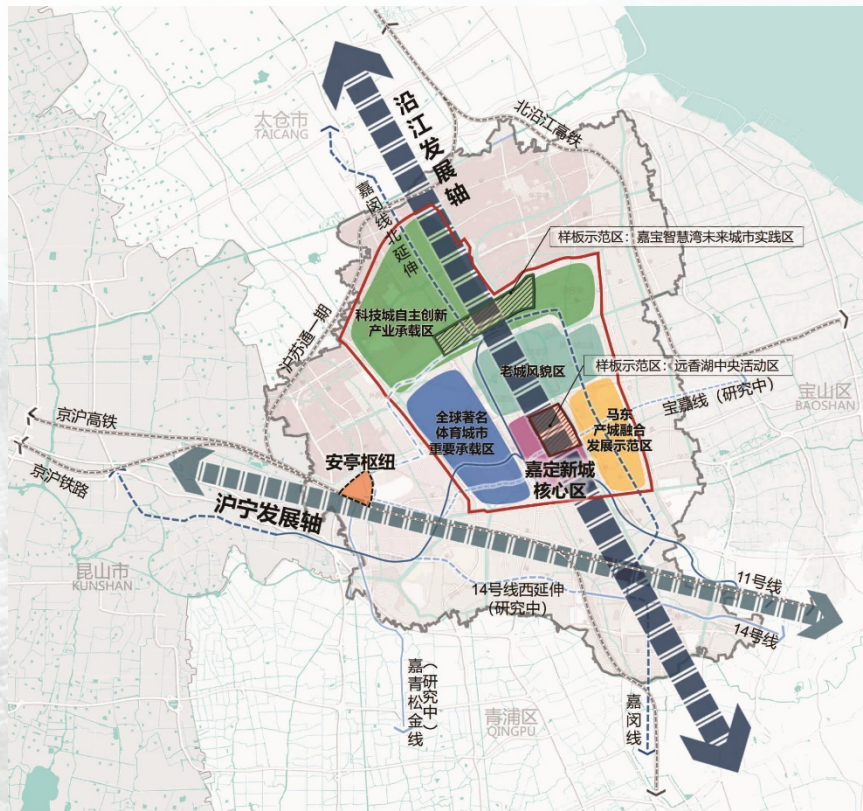 太仓市
TAICANG
沿江发展轴
北沿江高铁
嘉闵线北延伸
样板示范区：嘉宝智慧湾未来城市实践区
科技城自主创新
产业承载区
沪苏通一期
老城风貌区
样板示范区：远香湖中央活动区
宝山区
BAOSHAN
宝嘉线（研究中）
京沪高铁
全球著名
体育城市
重要承载区
马东
产城融合
发展示范区
京沪铁路
安亭枢纽
嘉定新城
核心区
沪宁发展轴
昆山市
KUNSHAN
11号线
14号线西延伸
（研究中）
14号线
嘉青松金线
（研究中）
青浦区
QINGPU
嘉闵线